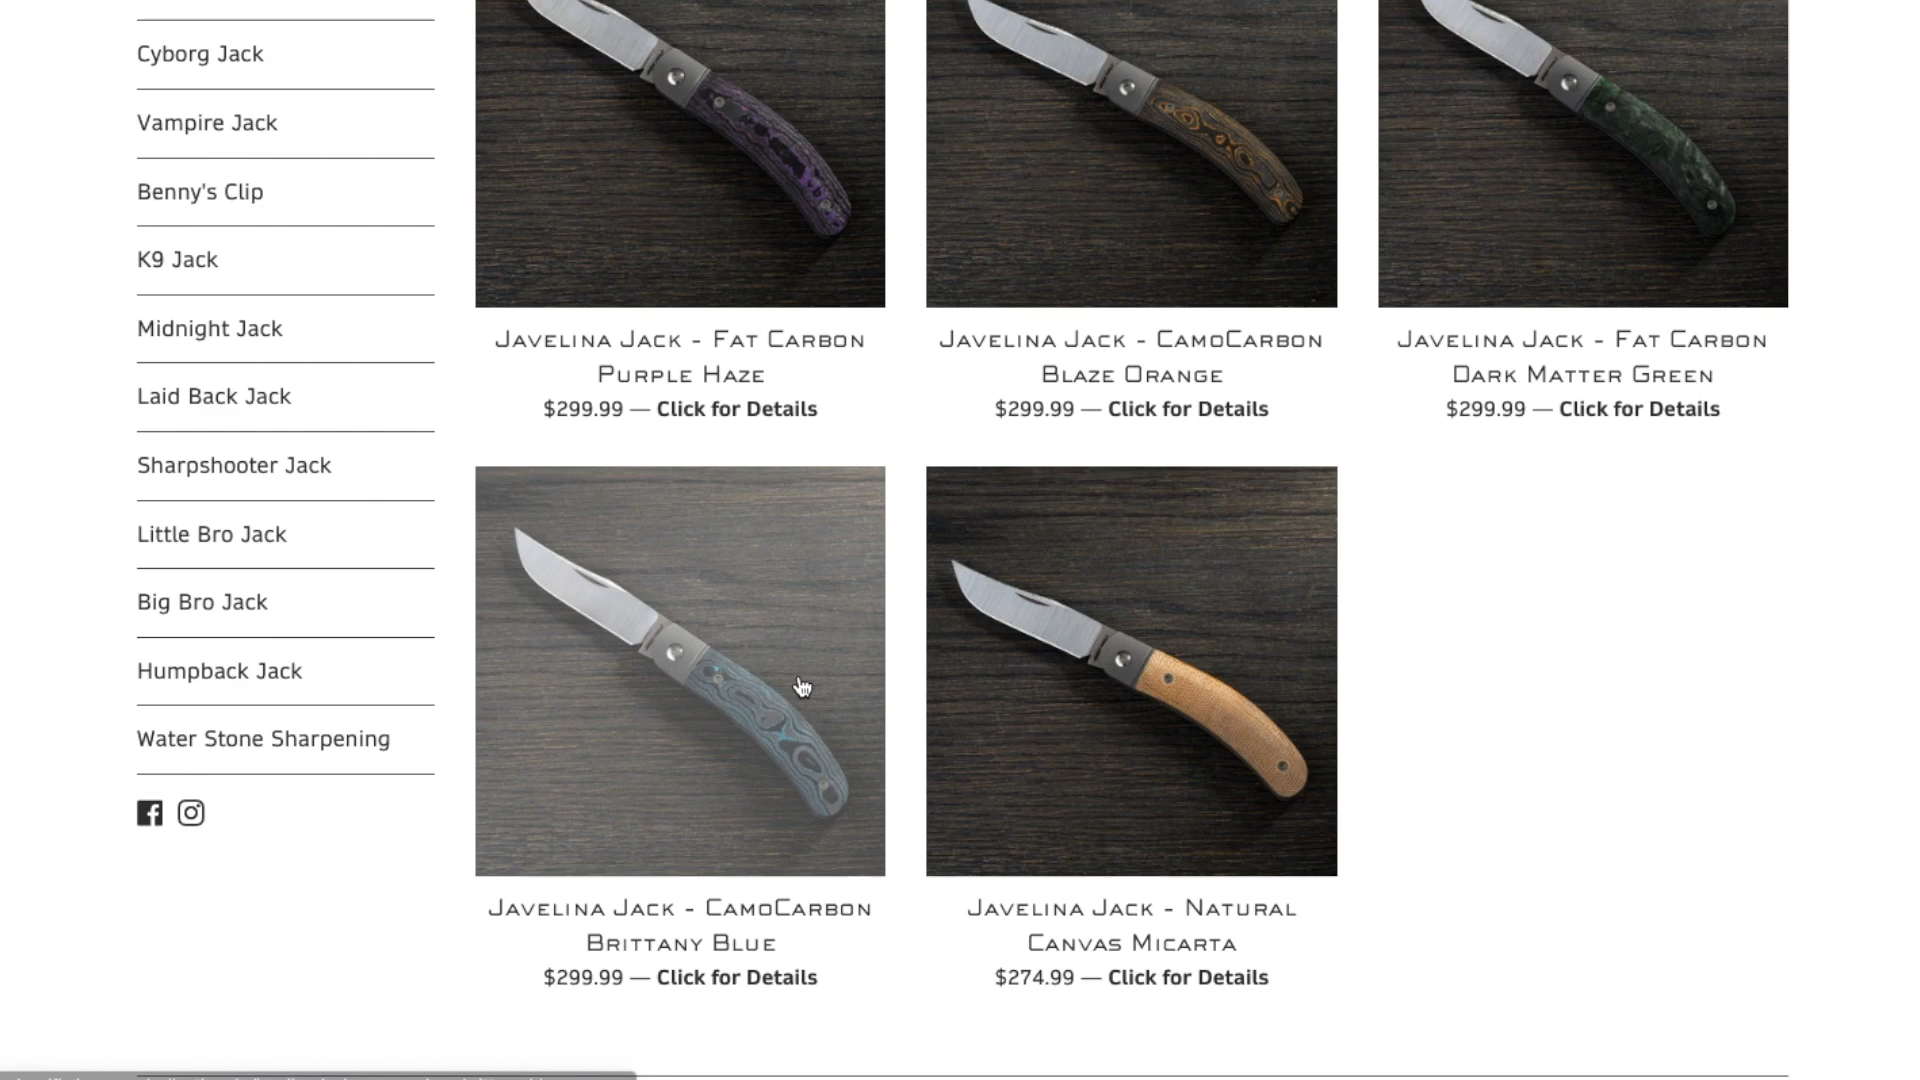 Cyborg Jack
Vampire Jack
Benny's Clip
K9 Jack
Midnight Jack
Laid Back Jack
Sharpshooter Jack
Little Bro Jack
Big Bro Jack
Humpback Jack
Water Stone Sharpening
Javelina Jack - Fat Carbon
Purple Haze
$299.99 — Click for Details
Javelina Jack - CamoCarbon
Blaze Orange
$299.99 — Click for Details
Javelina Jack - Fat Carbon
Dark Matter Green
$299.99 — Click for Details
Javelina Jack - CamoCarbon
Brittany Blue
$299.99 — Click for Details
Javelina Jack - Natural
Canvas Micarta
$274.99 — Click for Details